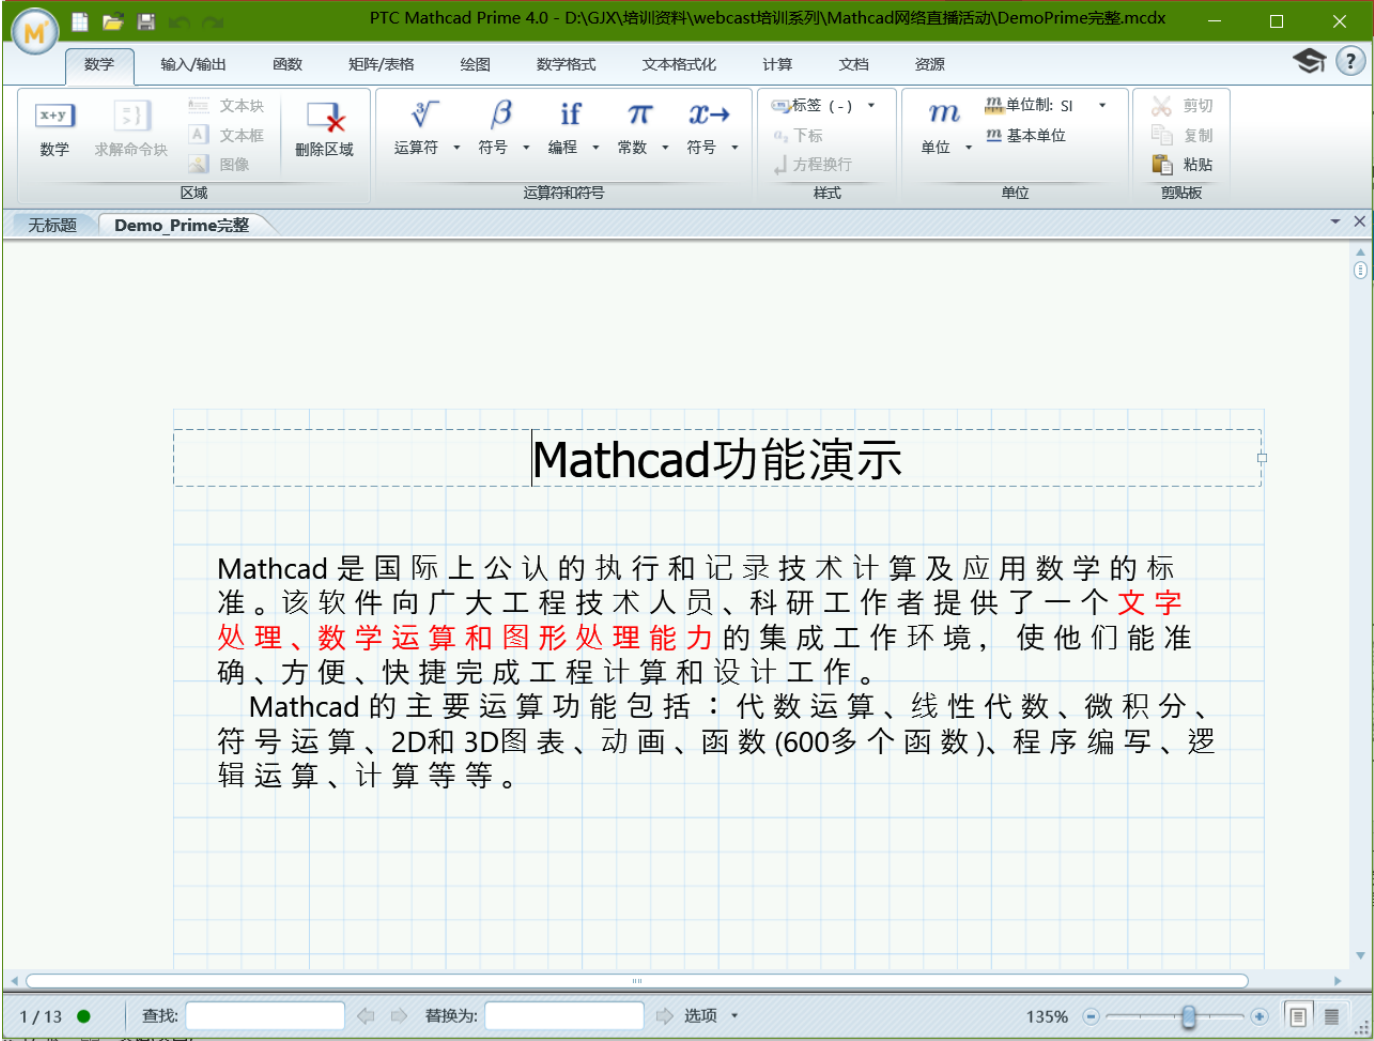 PTC Mathcad Prime 4.0 - D:\GJX\培训资料\webcast培训系列\Mathcad网络直播活动\DemoPrime完整.mcdx
数学 输入/输出 函数 矩阵/表格 绘图 数学格式 文本格式化 计算 文档 资源
数学 求解命令块 文本块 文本框 图像 删除区域
区域
运算符 符号 编程 常数 符号
运算符和符号
标签 (-) 下标 方程换行
样式
单位 单位制: SI 基本单位
单位
剪切 复制 粘贴
剪贴板
无标题 Demo_Prime完整
Mathcad功能演示
Mathcad是国际上公认的执行和记录技术计算及应用数学的标
准。该软件向广大工程技术人员、科研工作者提供了一个文字
处理、数学运算和图形处理能力的集成工作环境，使他们能准
确、方便、快捷完成工程计算和设计工作。
Mathcad的主要运算功能包括：代数运算、线性代数、微积分、
符号运算、2D和3D图表、动画、函数(600多个函数)、程序编写、逻
辑运算、计算等等。
1 / 13 查找: 替换为: 选项 135%